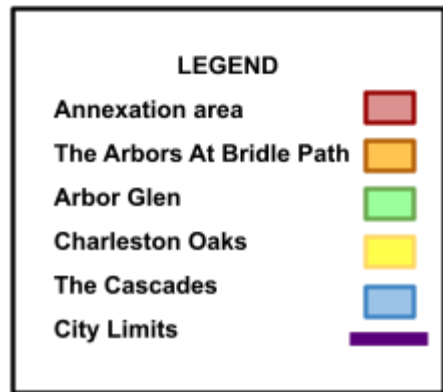 LEGEND
Annexation area
The Arbors At Bridle Path
Arbor Glen
Charleston Oaks
The Cascades
City Limits